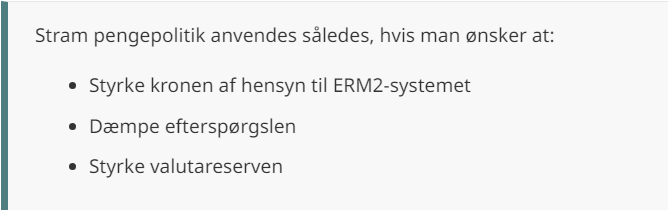 Stram pengepolitik anvendes således, hvis man ønsker at:
• Styrke kronen af hensyn til ERM2-systemet
• Dæmpe efterspørgslen
• Styrke valutareserven